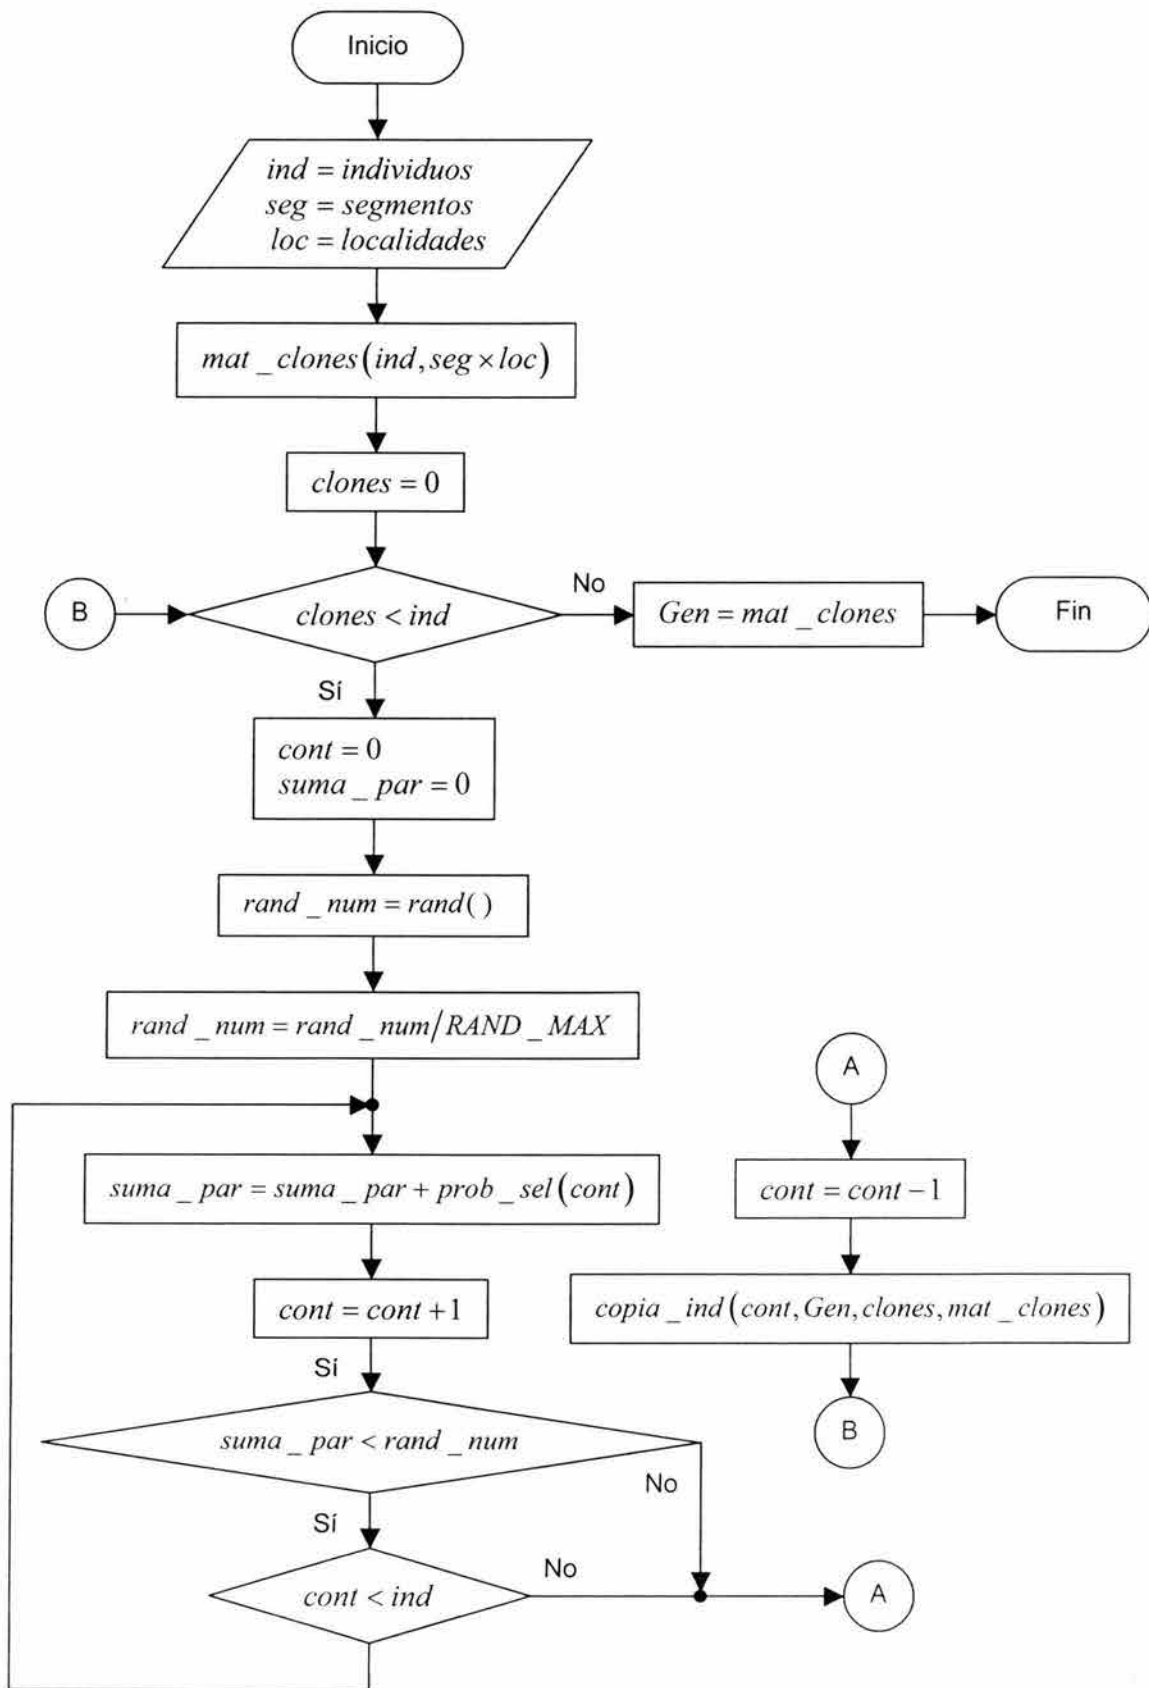 Inicio
ind = individuos
seg = segmentos
loc = localidades
mat _ clones(ind, seg × loc)
clones = 0
B
clones < ind
No
Gen = mat _ clones
Fin
Sí
cont = 0
suma _ par = 0
rand _ num = rand( )
rand _ num = rand _ num/RAND _ MAX
suma _ par = suma _ par + prob _ sel(cont)
cont = cont +1
Sí
suma _ par < rand _ num
No
Sí
cont < ind
No
A
A
cont = cont − 1
copia _ ind(cont, Gen, clones, mat _ clones)
B